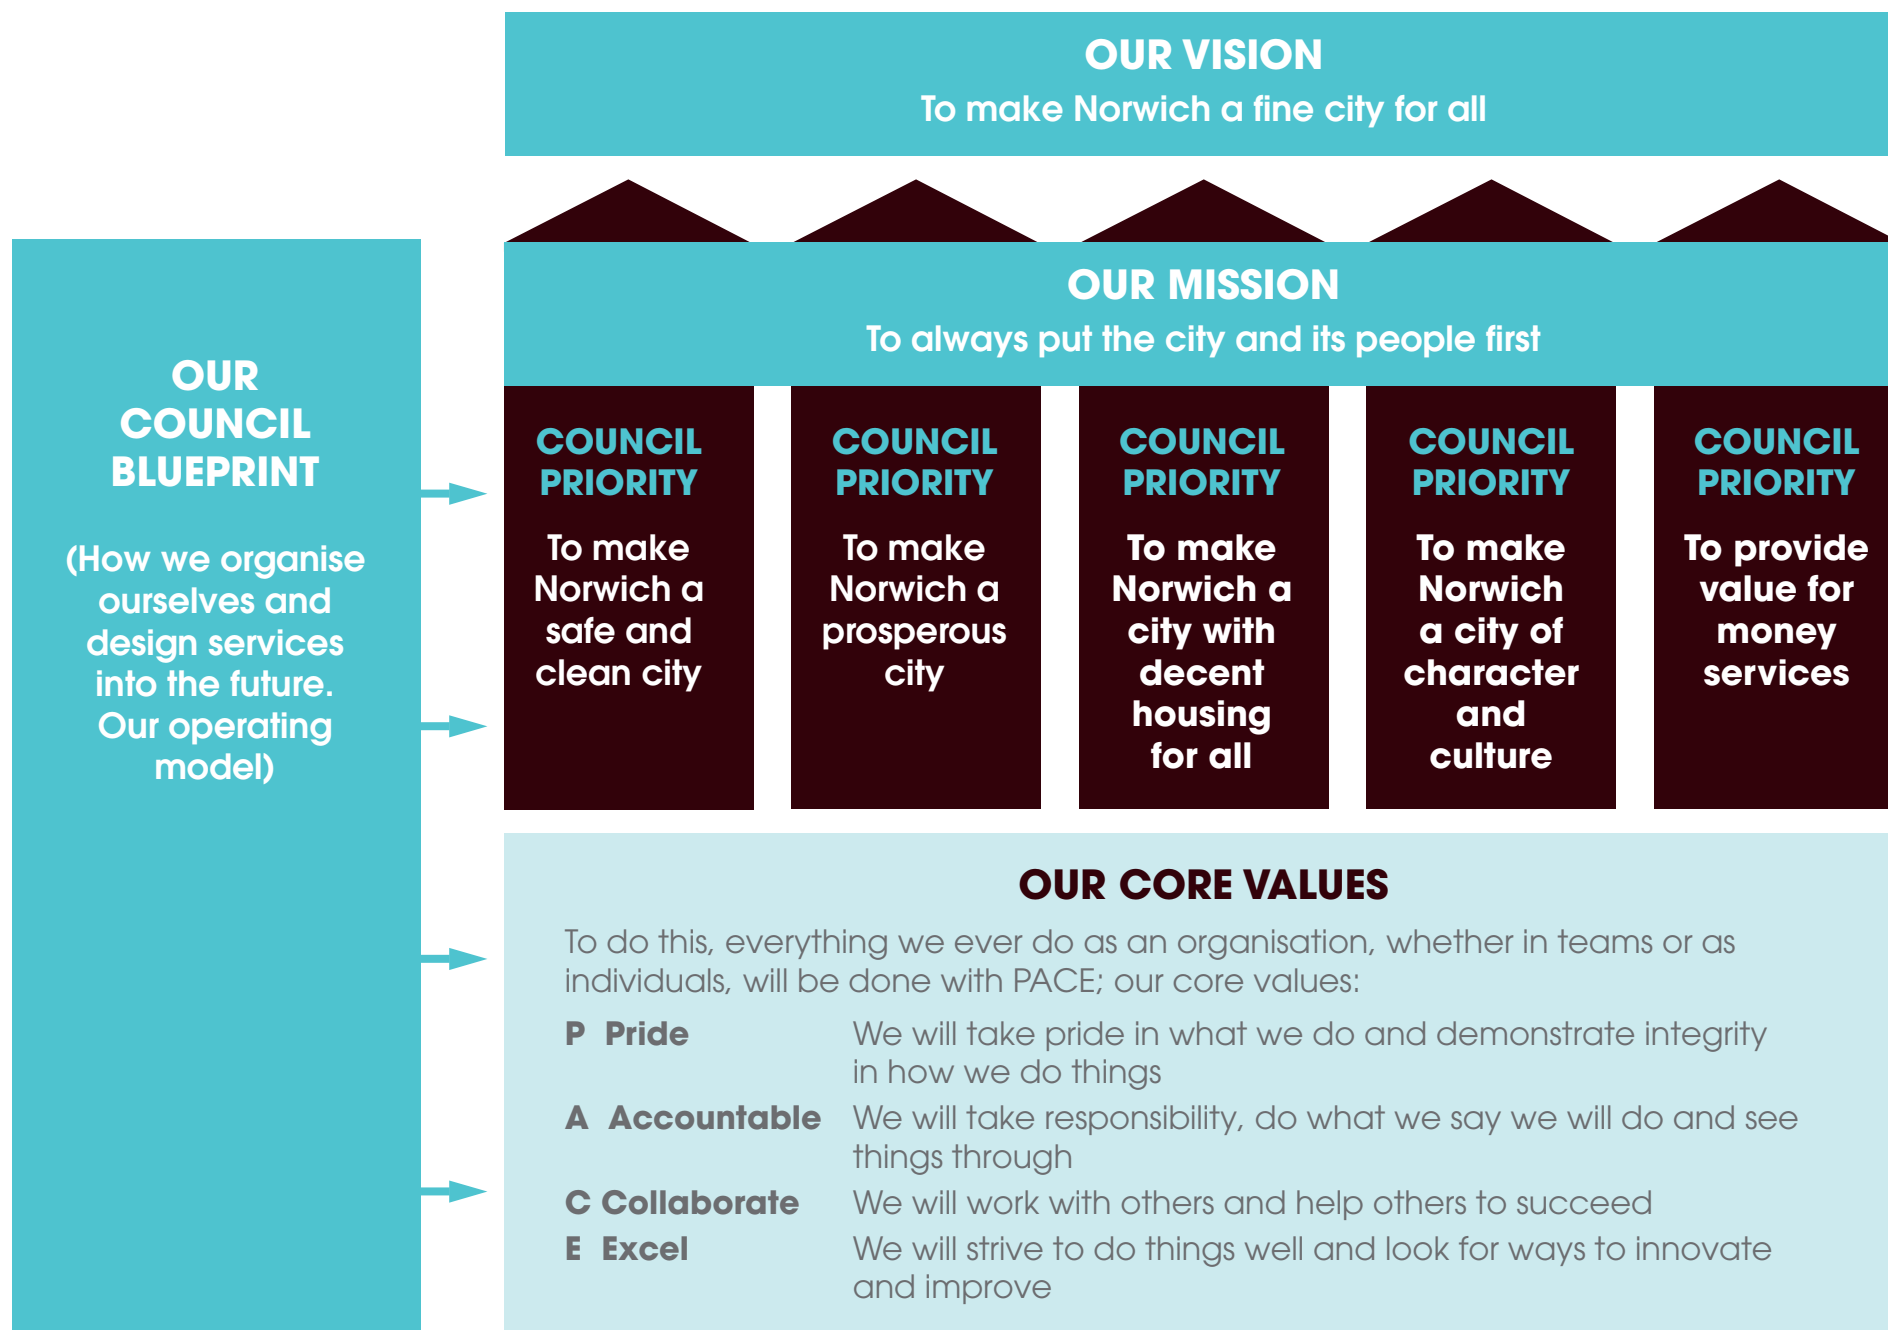 OUR VISION
To make Norwich a fine city for all
OUR MISSION
To always put the city and its people first
OUR
COUNCIL
BLUEPRINT
(How we organise
ourselves and
design services
into the future.
Our operating
model)
COUNCIL
PRIORITY
To make
Norwich a
safe and
clean city
COUNCIL
PRIORITY
To make
Norwich a
prosperous
city
COUNCIL
PRIORITY
To make
Norwich a
city with
decent
housing
for all
COUNCIL
PRIORITY
To make
Norwich
a city of
character
and
culture
COUNCIL
PRIORITY
To provide
value for
money
services
OUR CORE VALUES
To do this, everything we ever do as an organisation, whether in teams or as
individuals, will be done with PACE; our core values:
P Pride We will take pride in what we do and demonstrate integrity
in how we do things
A Accountable We will take responsibility, do what we say we will do and see
things through
C Collaborate We will work with others and help others to succeed
E Excel We will strive to do things well and look for ways to innovate
and improve